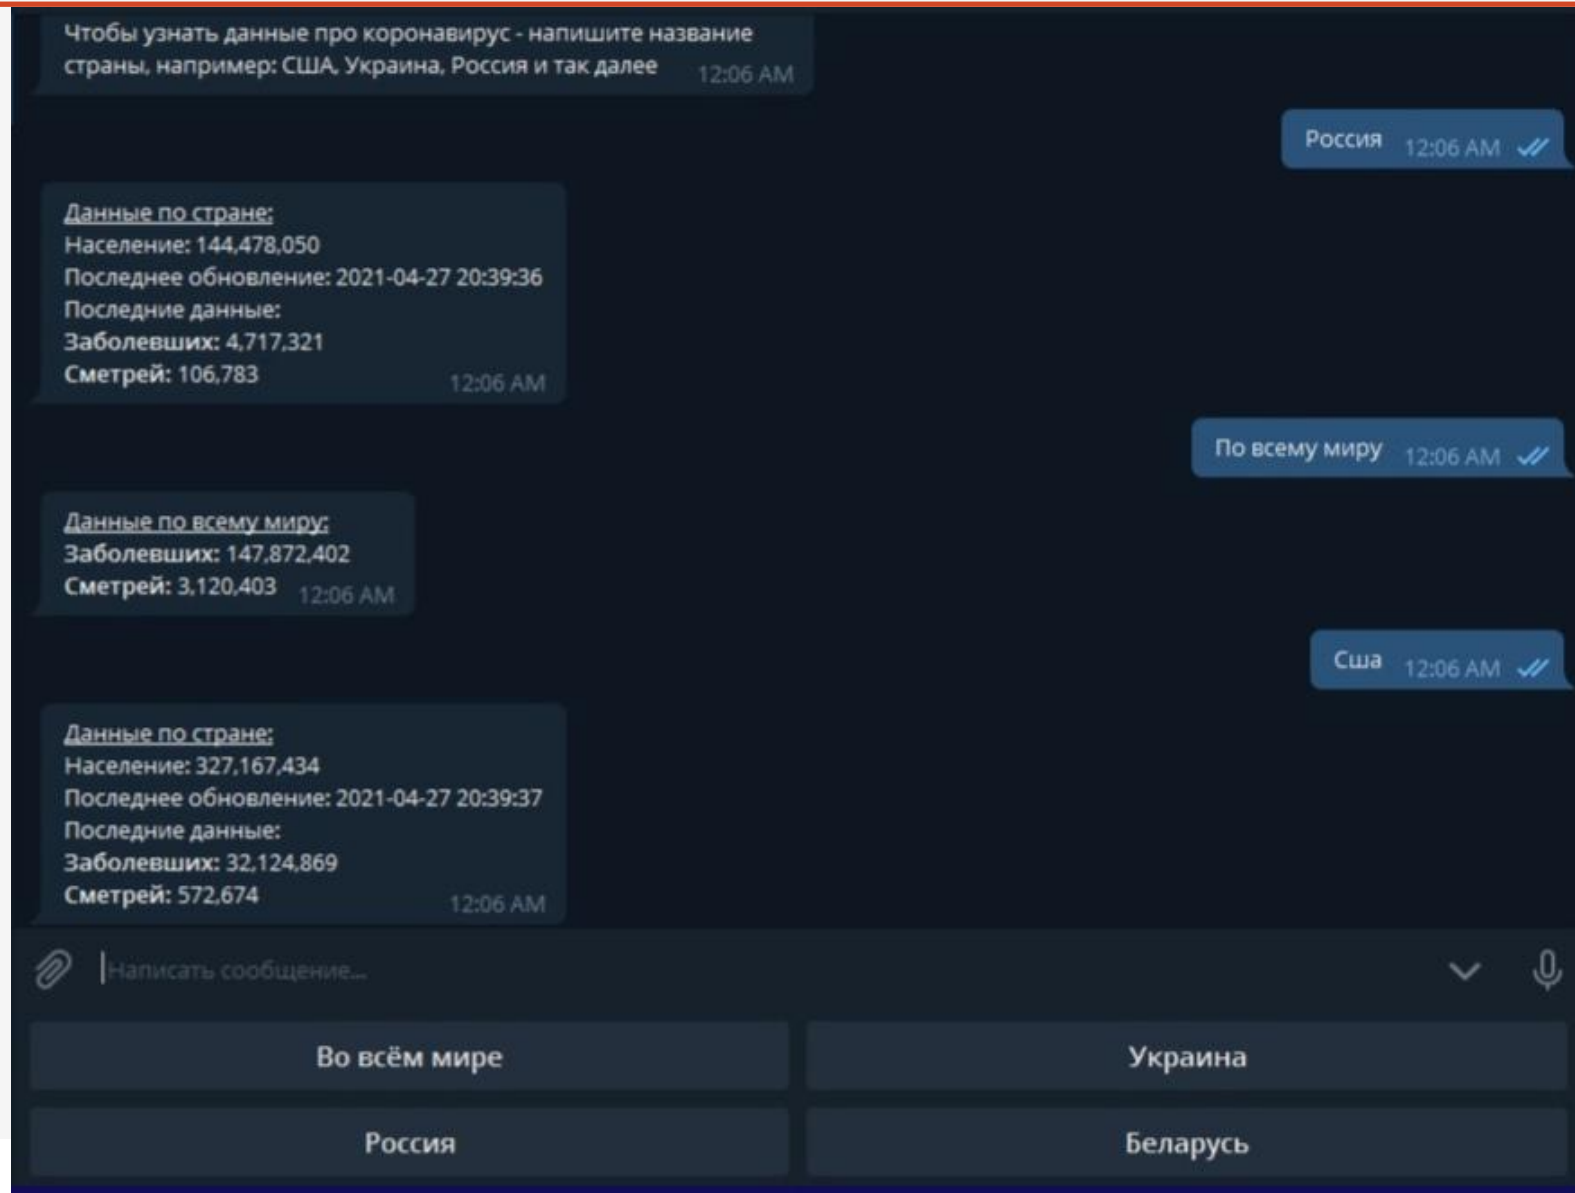 Чтобы узнать данные про коронавирус - напишите название
страны, например: США, Украина, Россия и так далее 12:06 AM
Россия 12:06 AM
Данные по стране:
Население: 144,478,050
Последнее обновление: 2021-04-27 20:39:36
Последние данные:
Заболевших: 4,717,321
Сметрей: 106,783 12:06 AM
По всему миру 12:06 AM
Данные по всему миру:
Заболевших: 147,872,402
Сметрей: 3,120,403 12:06 AM
Сша 12:06 AM
Данные по стране:
Население: 327,167,434
Последнее обновление: 2021-04-27 20:39:37
Последние данные:
Заболевших: 32,124,869
Сметрей: 572,674 12:06 AM
Написать сообщение...
Во всём мире Украина
Россия Беларусь